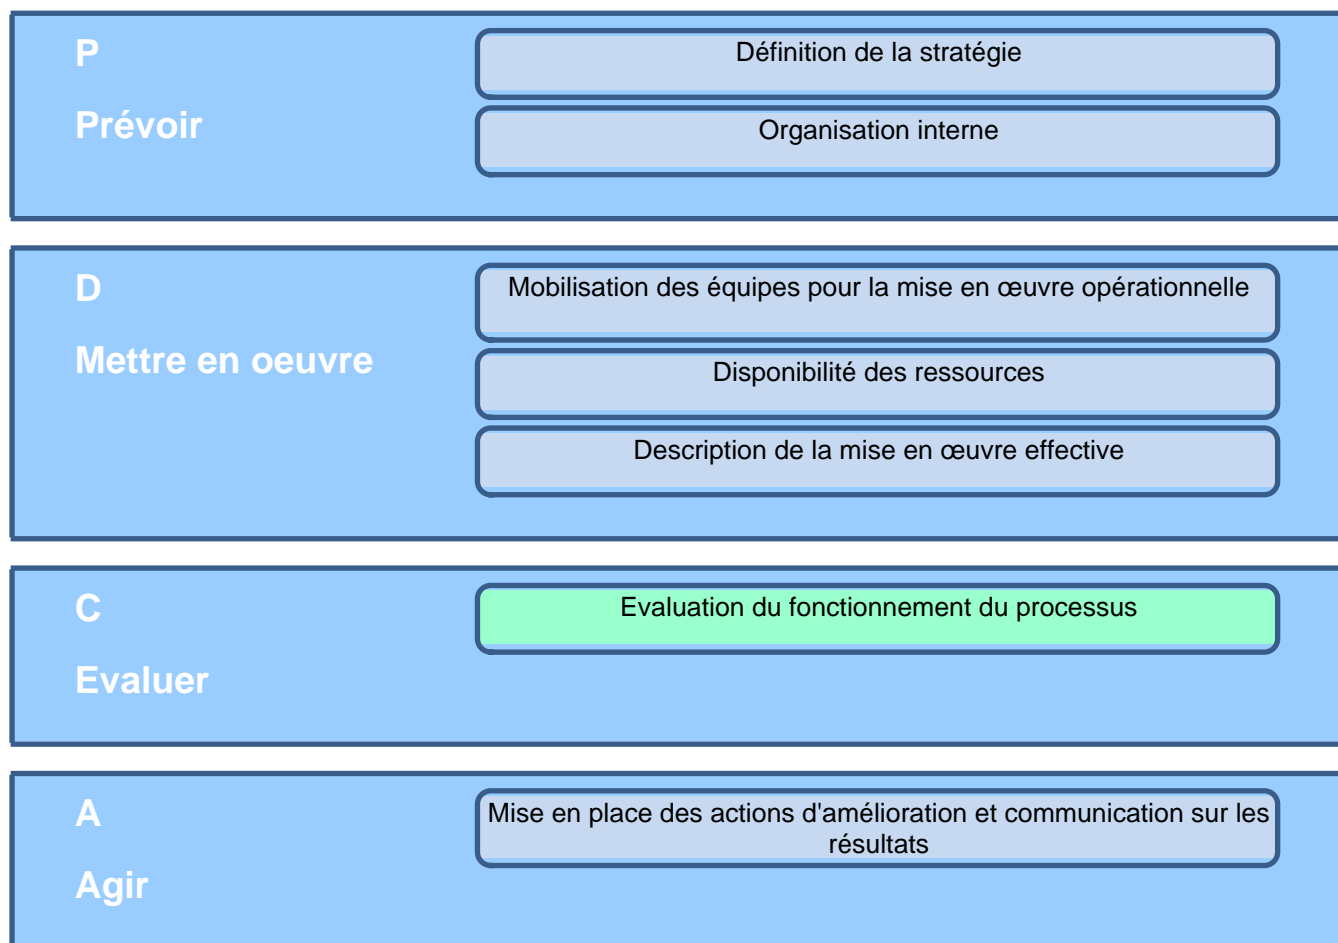 P
Prévoir
Définition de la stratégie
Organisation interne
D
Mettre en oeuvre
Mobilisation des équipes pour la mise en œuvre opérationnelle
Disponibilité des ressources
Description de la mise en œuvre effective
C
Evaluer
Evaluation du fonctionnement du processus
A
Agir
Mise en place des actions d'amélioration et communication sur les
résultats